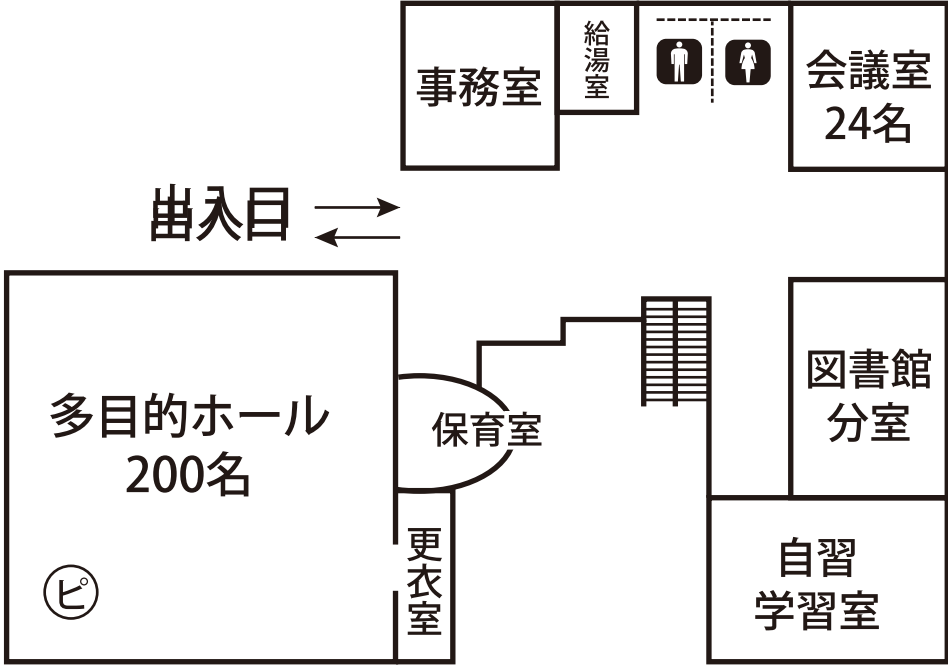 事務室
給湯室
会議室
24名
出入口
多目的ホール
200名
保育室
図書館
分室
更衣室
自習
学習室
ピ